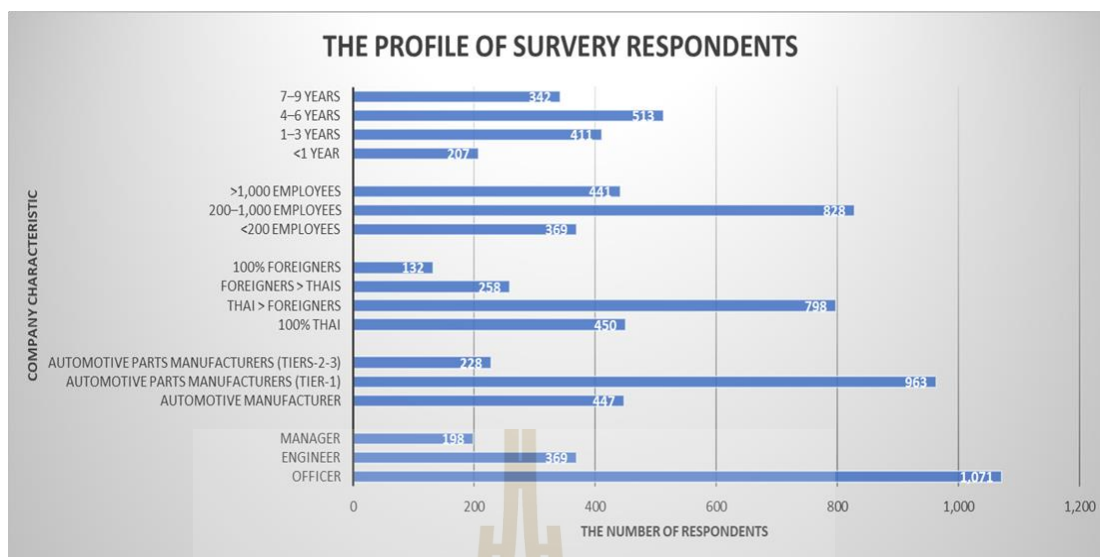 THE PROFILE OF SURVERY RESPONDENTS
COMPANY CHARACTERISTIC
7–9 YEARS 342
4–6 YEARS 513
1–3 YEARS 411
<1 YEAR 207
>1,000 EMPLOYEES 441
200–1,000 EMPLOYEES 828
<200 EMPLOYEES 369
100% FOREIGNERS 132
FOREIGNERS > THAIS 258
THAI > FOREIGNERS 798
100% THAI 450
AUTOMOTIVE PARTS MANUFACTURERS (TIERS-2-3) 228
AUTOMOTIVE PARTS MANUFACTURERS (TIER-1) 963
AUTOMOTIVE MANUFACTURER 447
MANAGER 198
ENGINEER 369
OFFICER 1,071
0 200 400 600 800 1,000 1,200
THE NUMBER OF RESPONDENTS